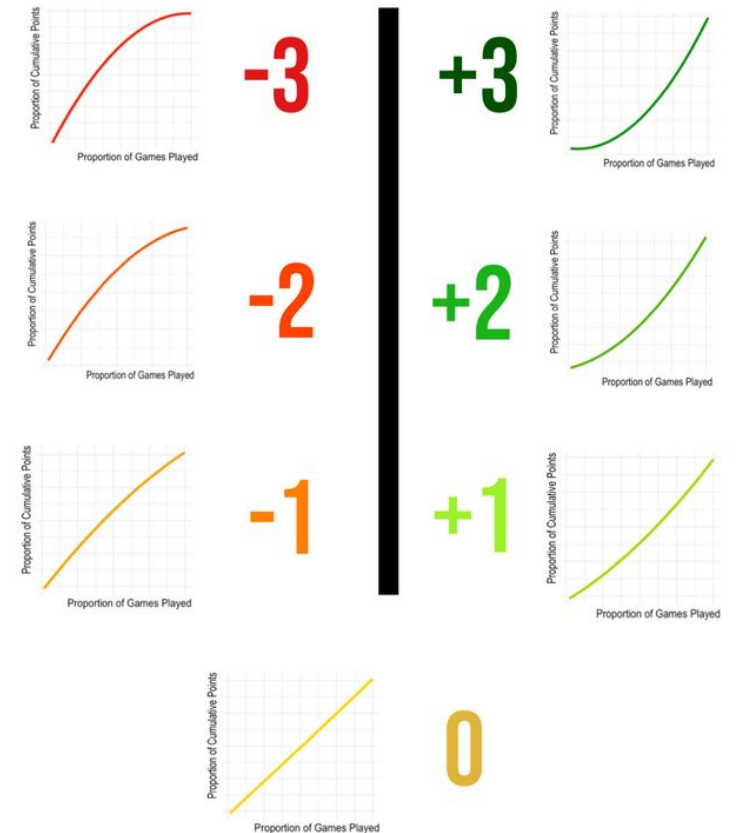 Proportion of Cumulative Points
-3
+3
Proportion of Cumulative Points
Proportion of Games Played
Proportion of Games Played
Proportion of Cumulative Points
-2
+2
Proportion of Cumulative Points
Proportion of Games Played
Proportion of Games Played
Proportion of Cumulative Points
-1
+1
Proportion of Cumulative Points
Proportion of Games Played
Proportion of Games Played
Proportion of Cumulative Points
0
Proportion of Games Played